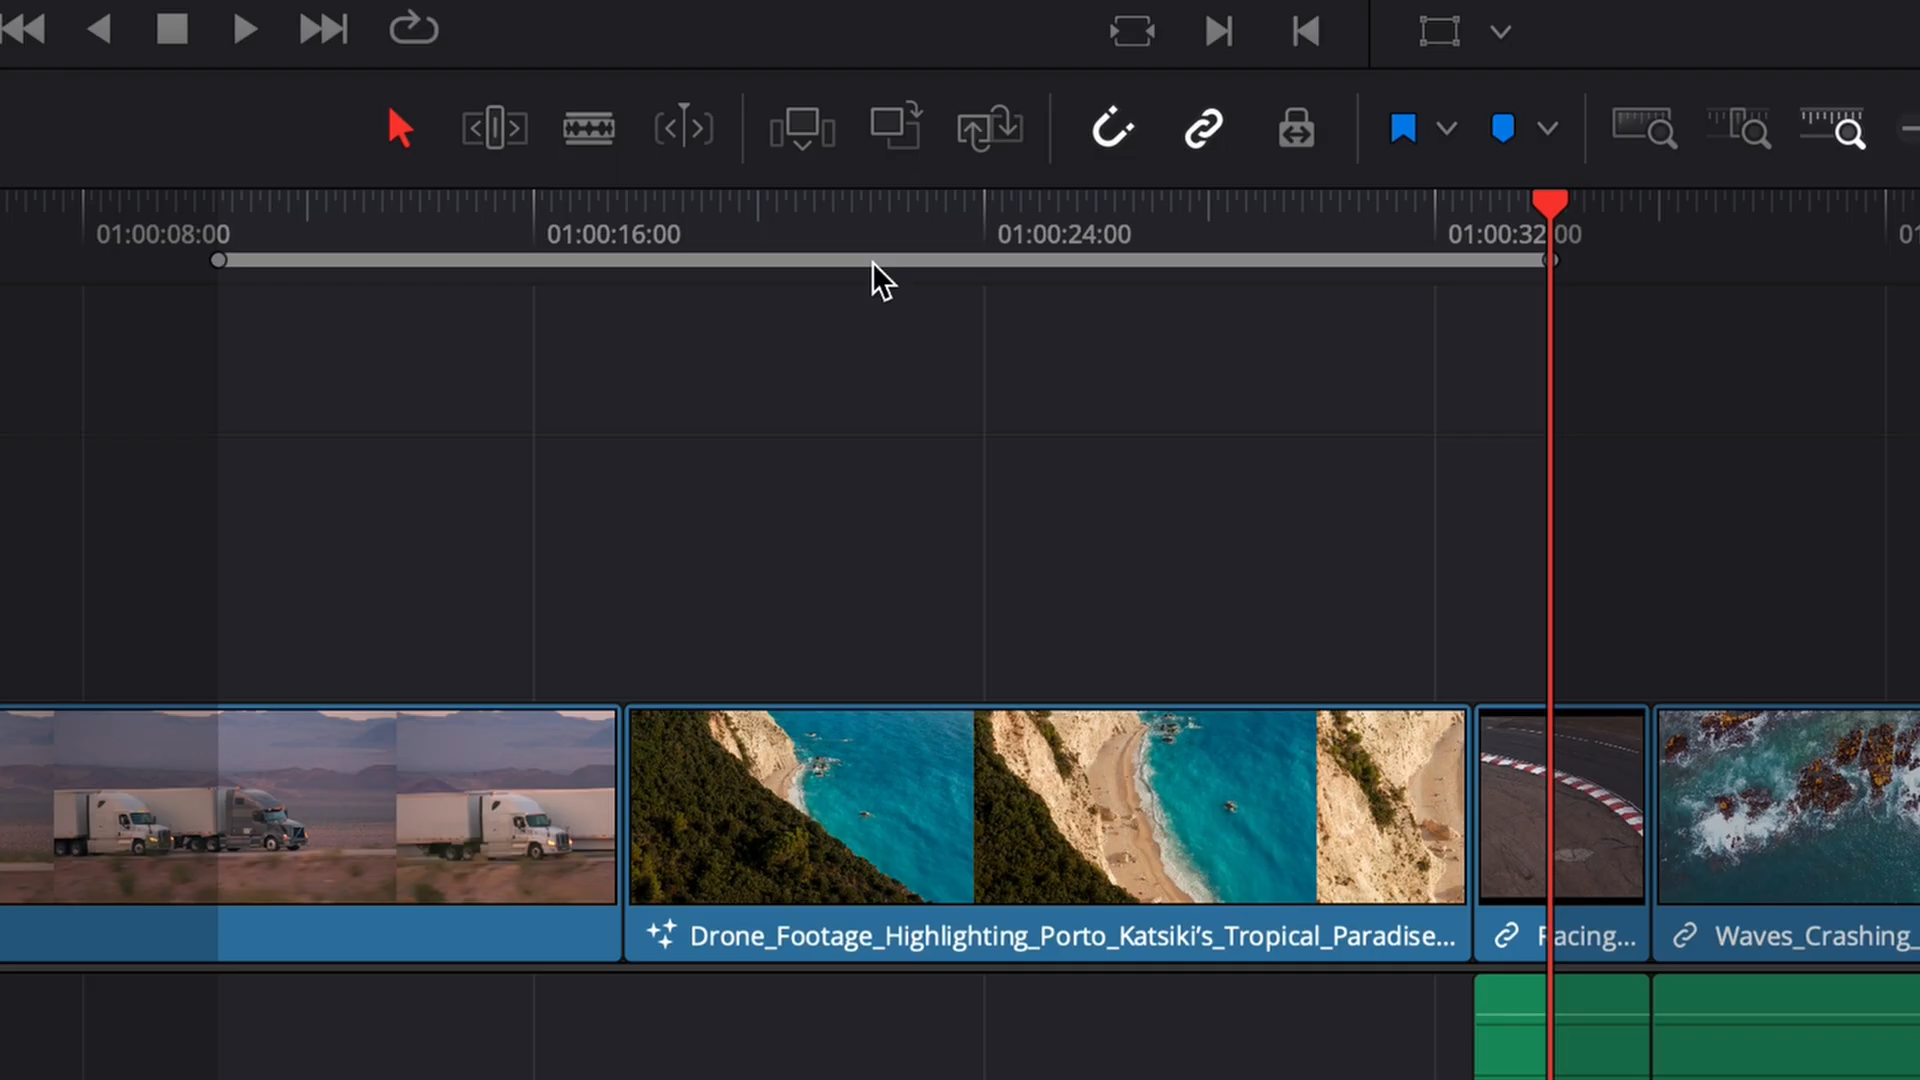 01:00:08:00
01:00:16:00
01:00:24:00
01:00:32:00
Drone_Footage_Highlighting_Porto_Katsiki’s_Tropical_Paradise...
Racing...
Waves_Crashing_